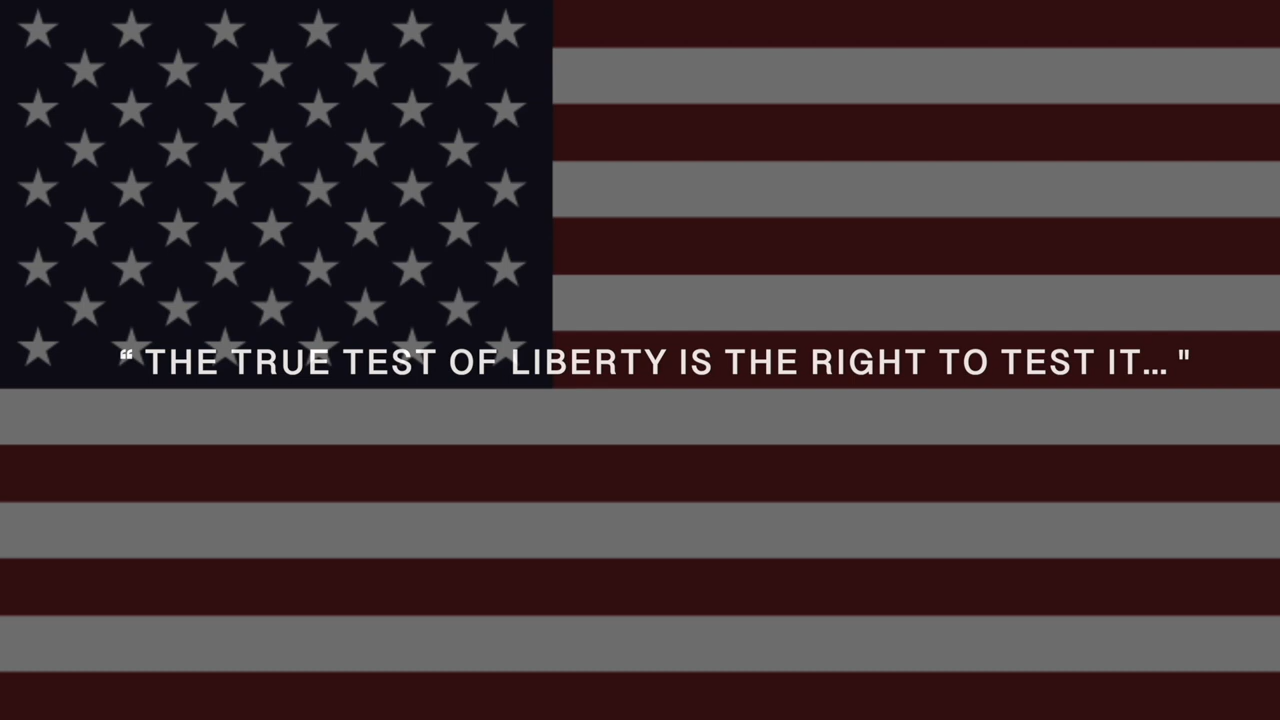 “ THE TRUE TEST OF LIBERTY IS THE RIGHT TO TEST IT... "